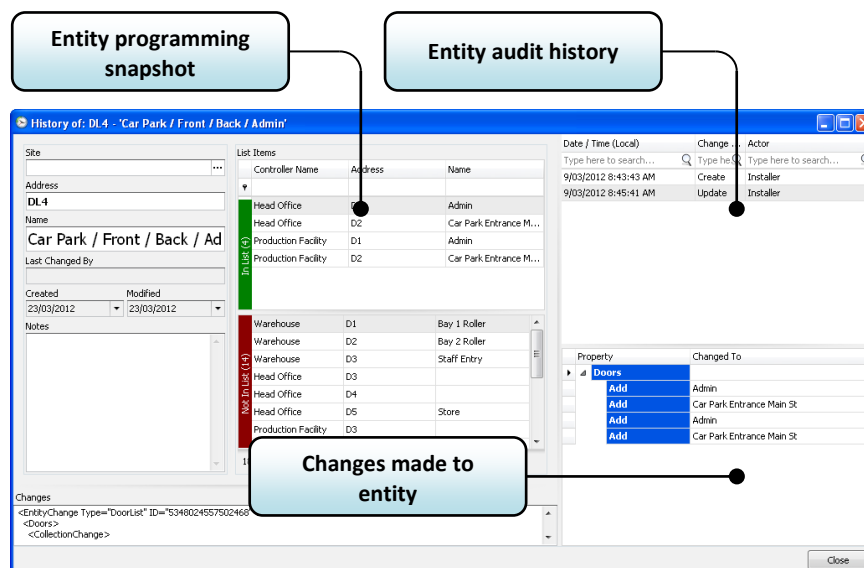 Entity programming
snapshot
Entity audit history
History of: DL4 - 'Car Park / Front / Back / Admin'
Site
...
Address
DL4
Name
Car Park / Front / Back / Ad
Last Changed By
Created Modified
23/03/2012 23/03/2012
Notes
List Items
Controller Name Address Name
In List (4)
Head Office Admin
Head Office D2 Car Park Entrance M...
Production Facility D1 Admin
Production Facility D2 Car Park Entrance M...
Not In List (14)
Warehouse D1 Bay 1 Roller
Warehouse D2 Bay 2 Roller
Warehouse D3 Staff Entry
Head Office D3
Head Office D4
Head Office D5 Store
Production Facility D3
Date / Time (Local) Change ... Actor
Type here to search... Type he... Type here to search...
9/03/2012 8:43:43 AM Create Installer
9/03/2012 8:45:41 AM Update Installer
Property Changed To
Doors
Add Admin
Add Car Park Entrance Main St
Add Admin
Add Car Park Entrance Main St
Changes made to
entity
Changes
<EntityChange Type="DoorList" ID="5348024557502468"
<Doors>
<CollectionChange>
Close